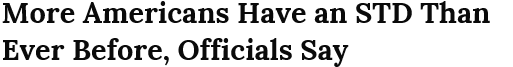 More Americans Have an STD Than
Ever Before, Officials Say